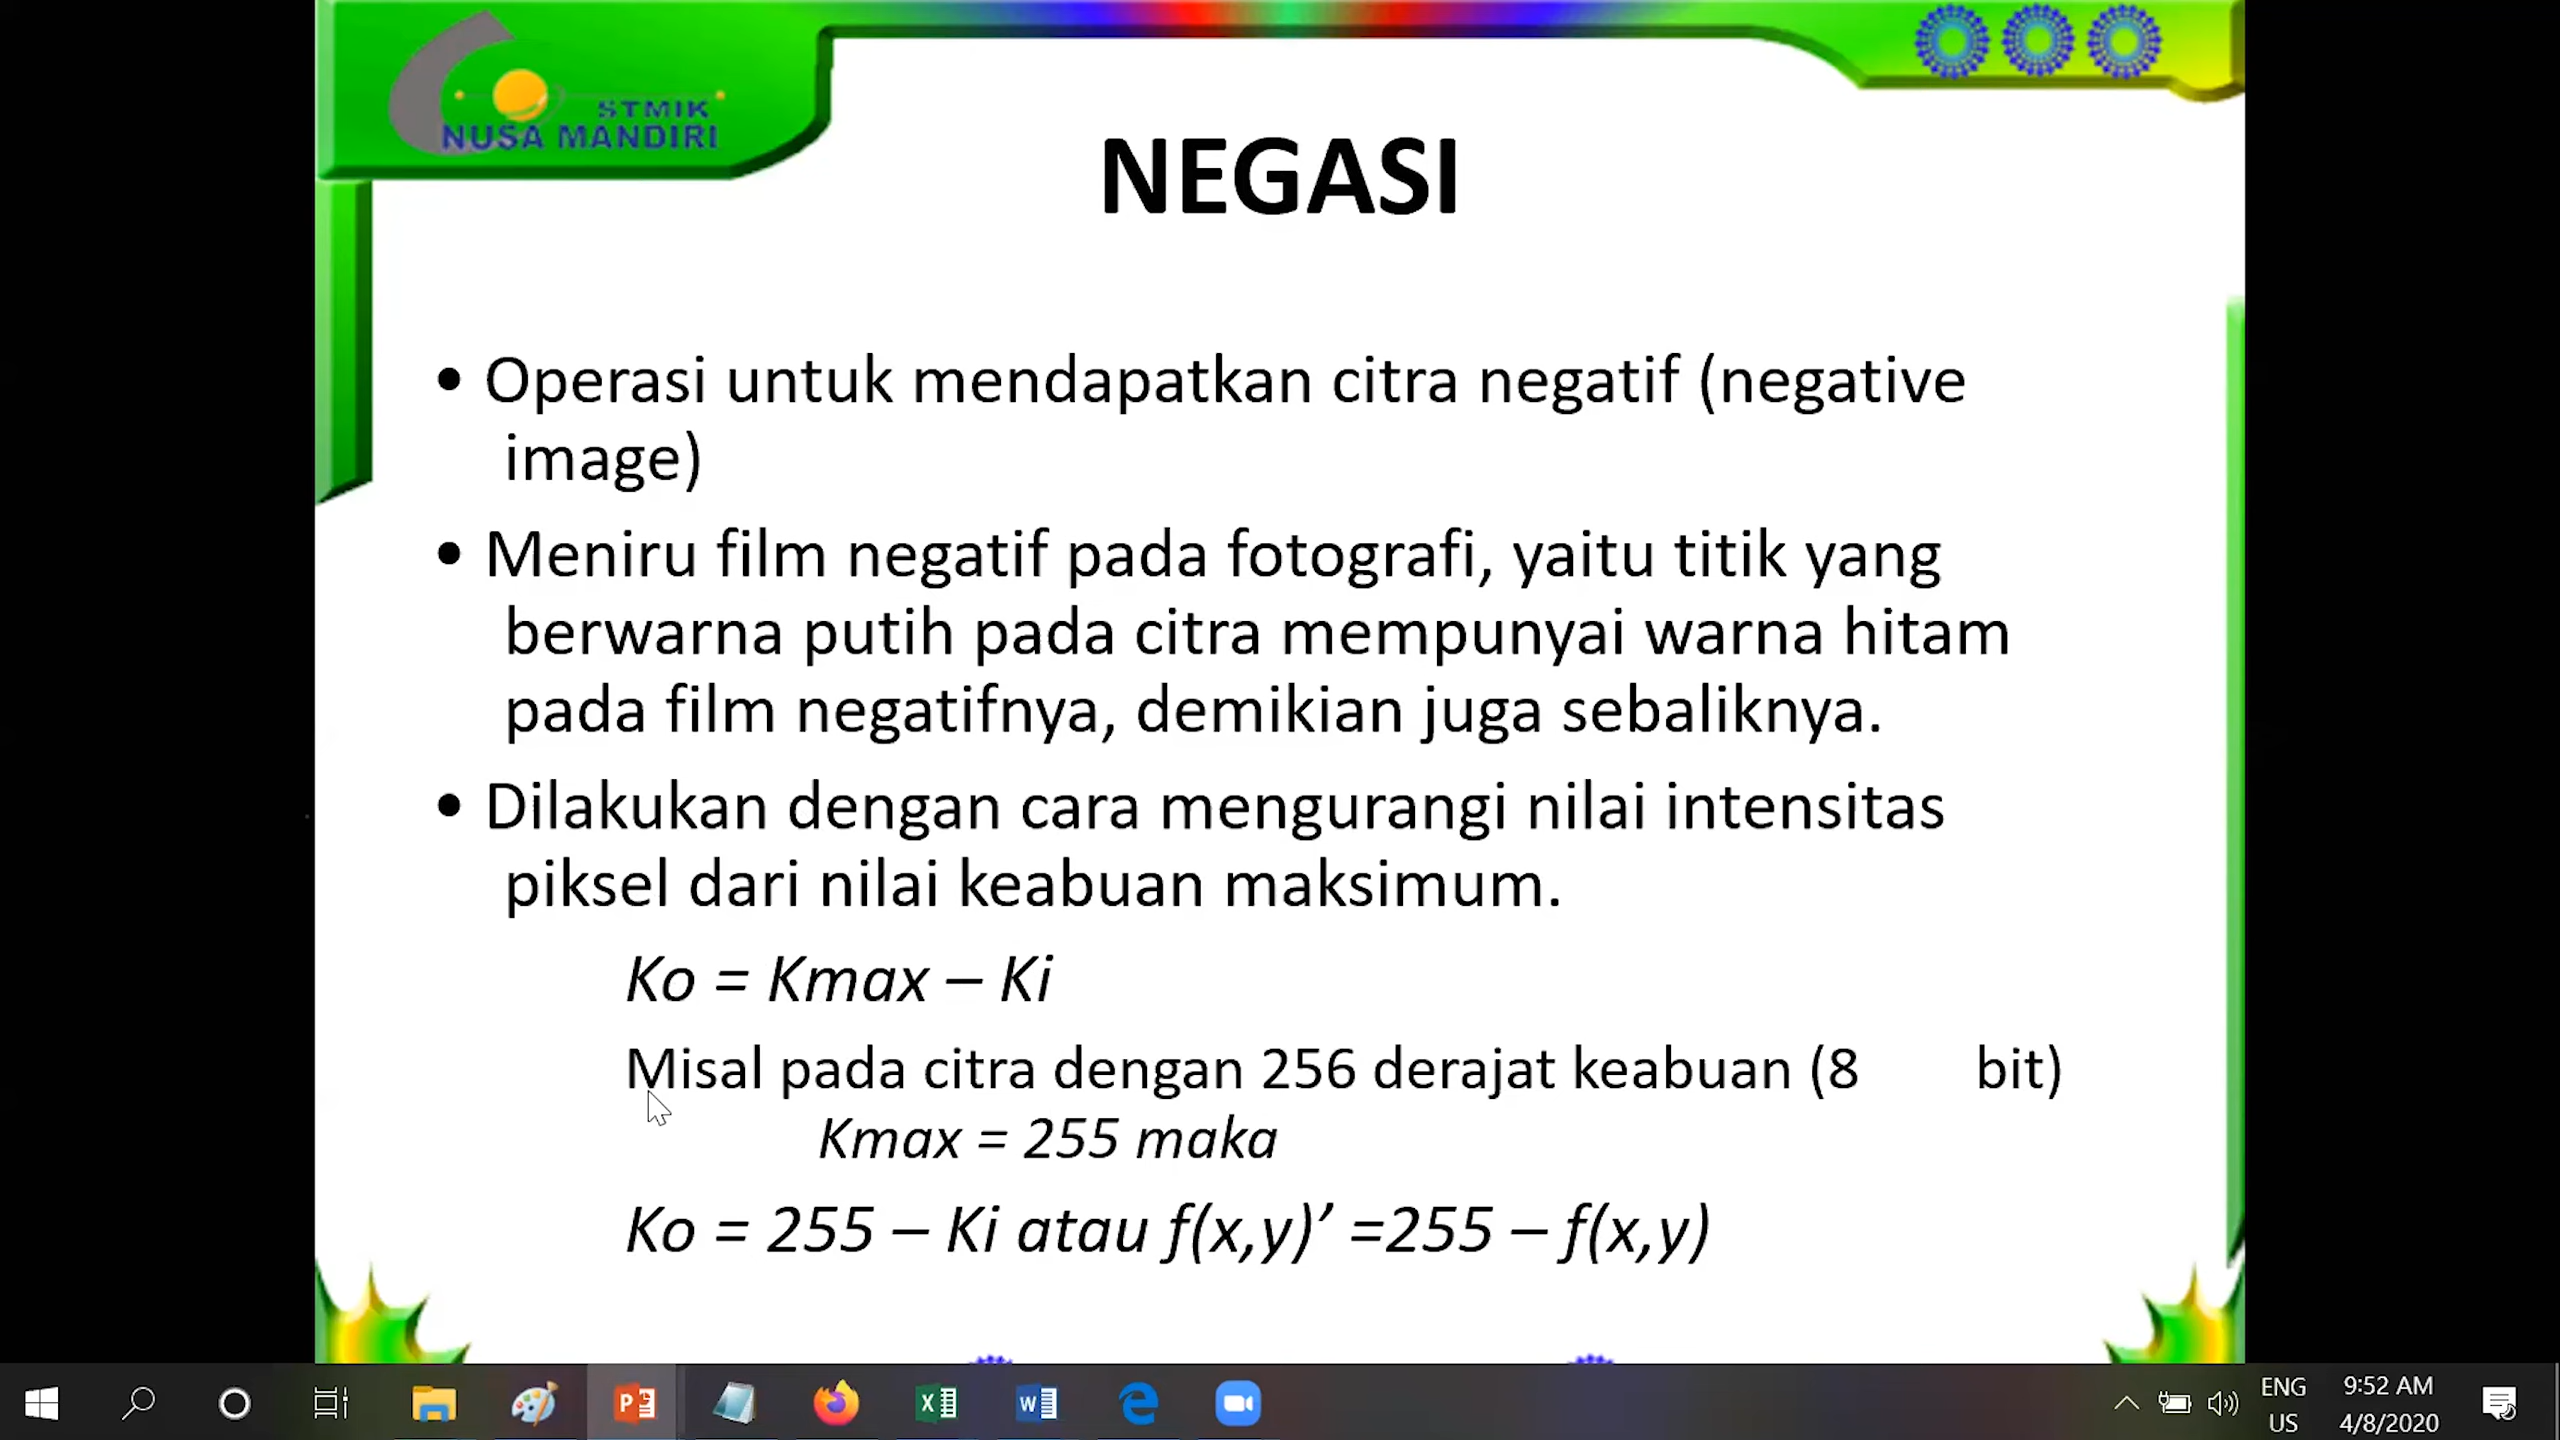 STMIK
NUSA MANDIRI
NEGASI
• Operasi untuk mendapatkan citra negatif (negative
image)
• Meniru film negatif pada fotografi, yaitu titik yang
berwarna putih pada citra mempunyai warna hitam
pada film negatifnya, demikian juga sebaliknya.
• Dilakukan dengan cara mengurangi nilai intensitas
piksel dari nilai keabuan maksimum.
Ko = Kmax – Ki
Misal pada citra dengan 256 derajat keabuan (8 bit)
Kmax = 255 maka
Ko = 255 – Ki atau f(x,y)’ =255 – f(x,y)
ENG 9:52 AM
US 4/8/2020